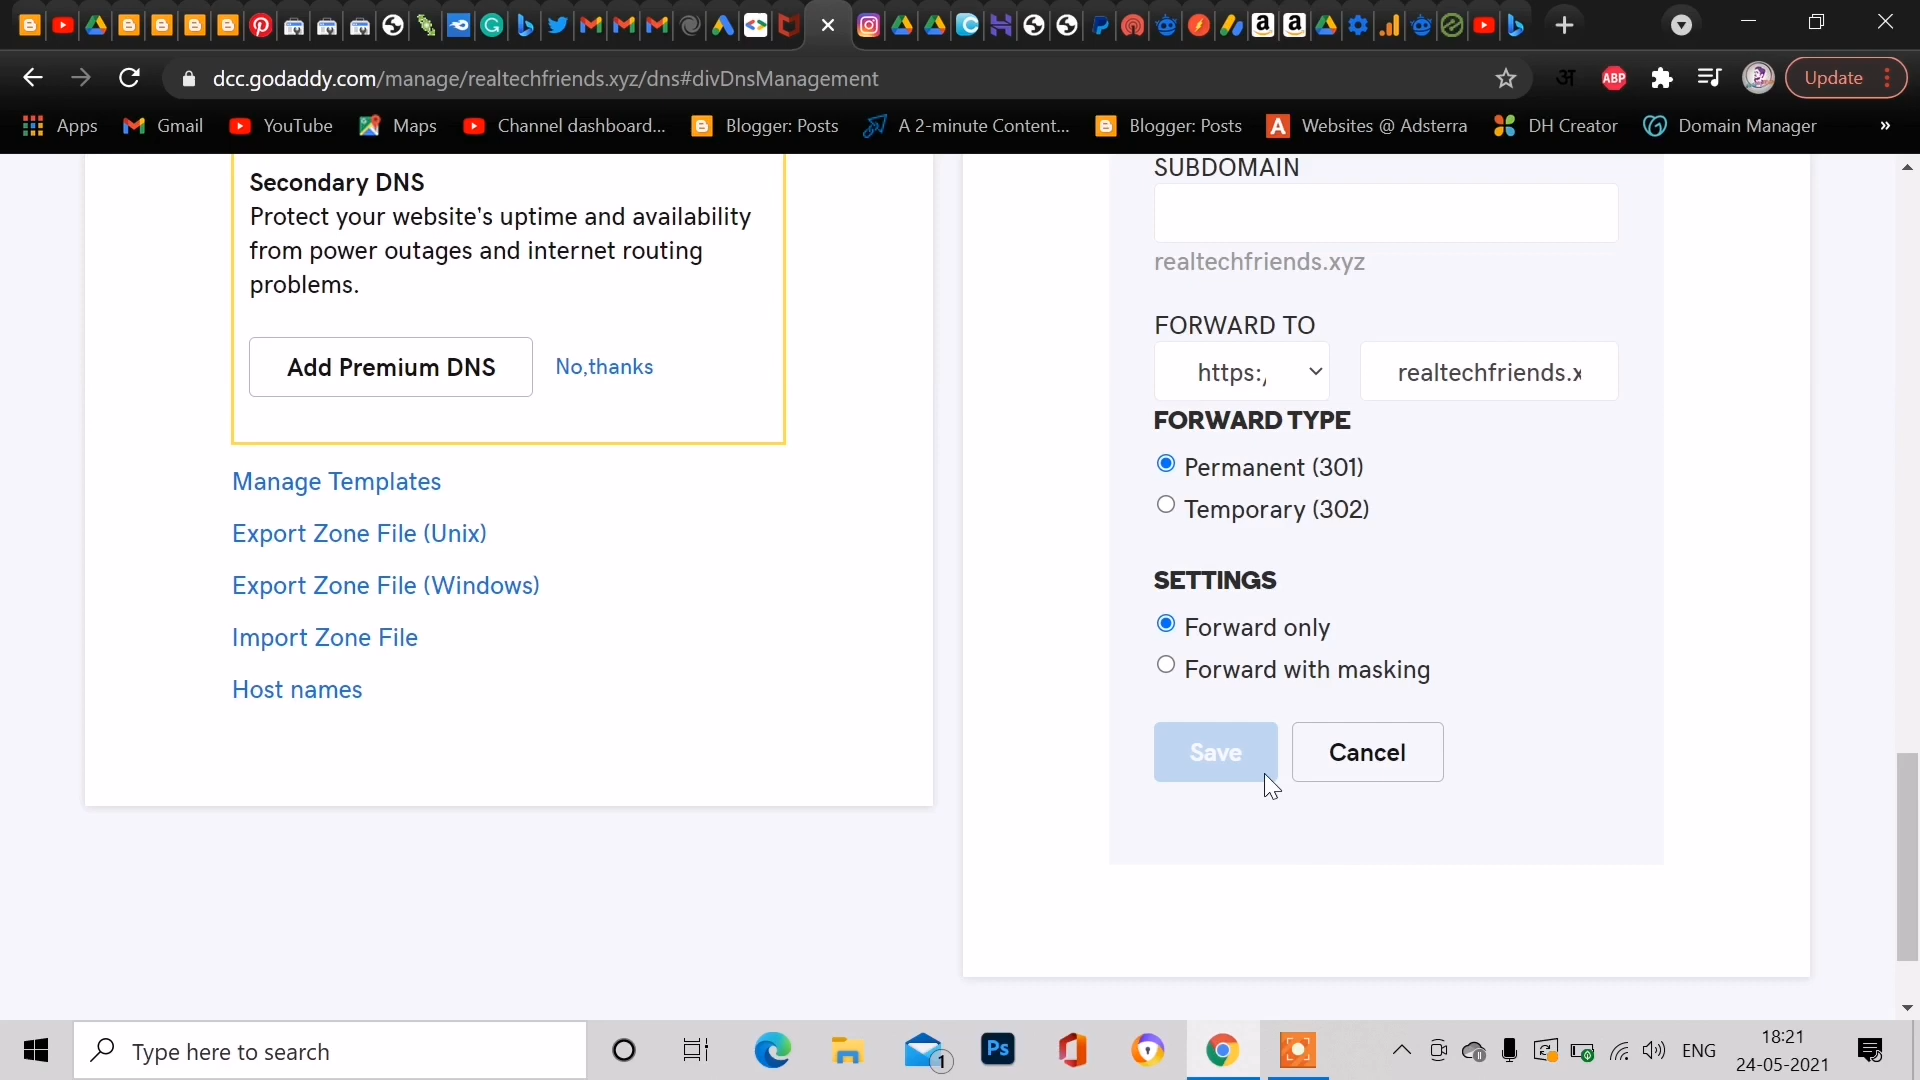 dcc.godaddy.com/manage/realtechfriends.xyz/dns#divDnsManagement
अ
ABP
Update
Apps
Gmail
YouTube
Maps
Channel dashboard...
Blogger: Posts
A 2-minute Content...
Blogger: Posts
Websites @ Adsterra
DH Creator
Domain Manager
»
Secondary DNS
Protect your website's uptime and availability
from power outages and internet routing
problems.
Add Premium DNS
No,thanks
Manage Templates
Export Zone File (Unix)
Export Zone File (Windows)
Import Zone File
Host names
SUBDOMAIN
realtechfriends.xyz
FORWARD TO
https:/
realtechfriends.x
FORWARD TYPE
Permanent (301)
Temporary (302)
SETTINGS
Forward only
Forward with masking
Save
Cancel
Type here to search
1
Ps
ENG
18:21
24-05-2021